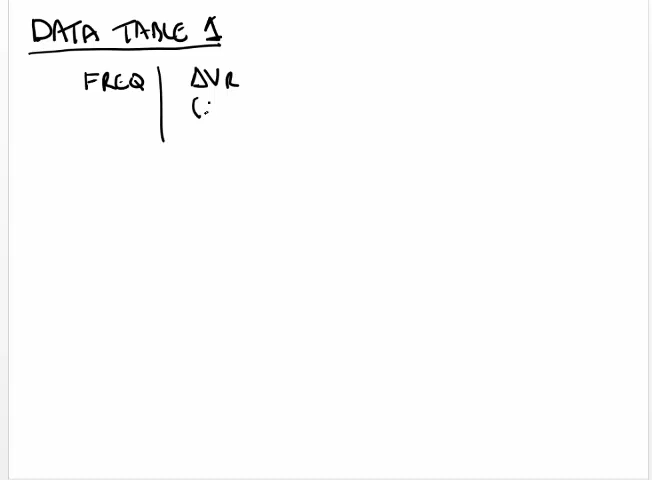 DATA TABLE 1
FREQ | ΔVR
(: